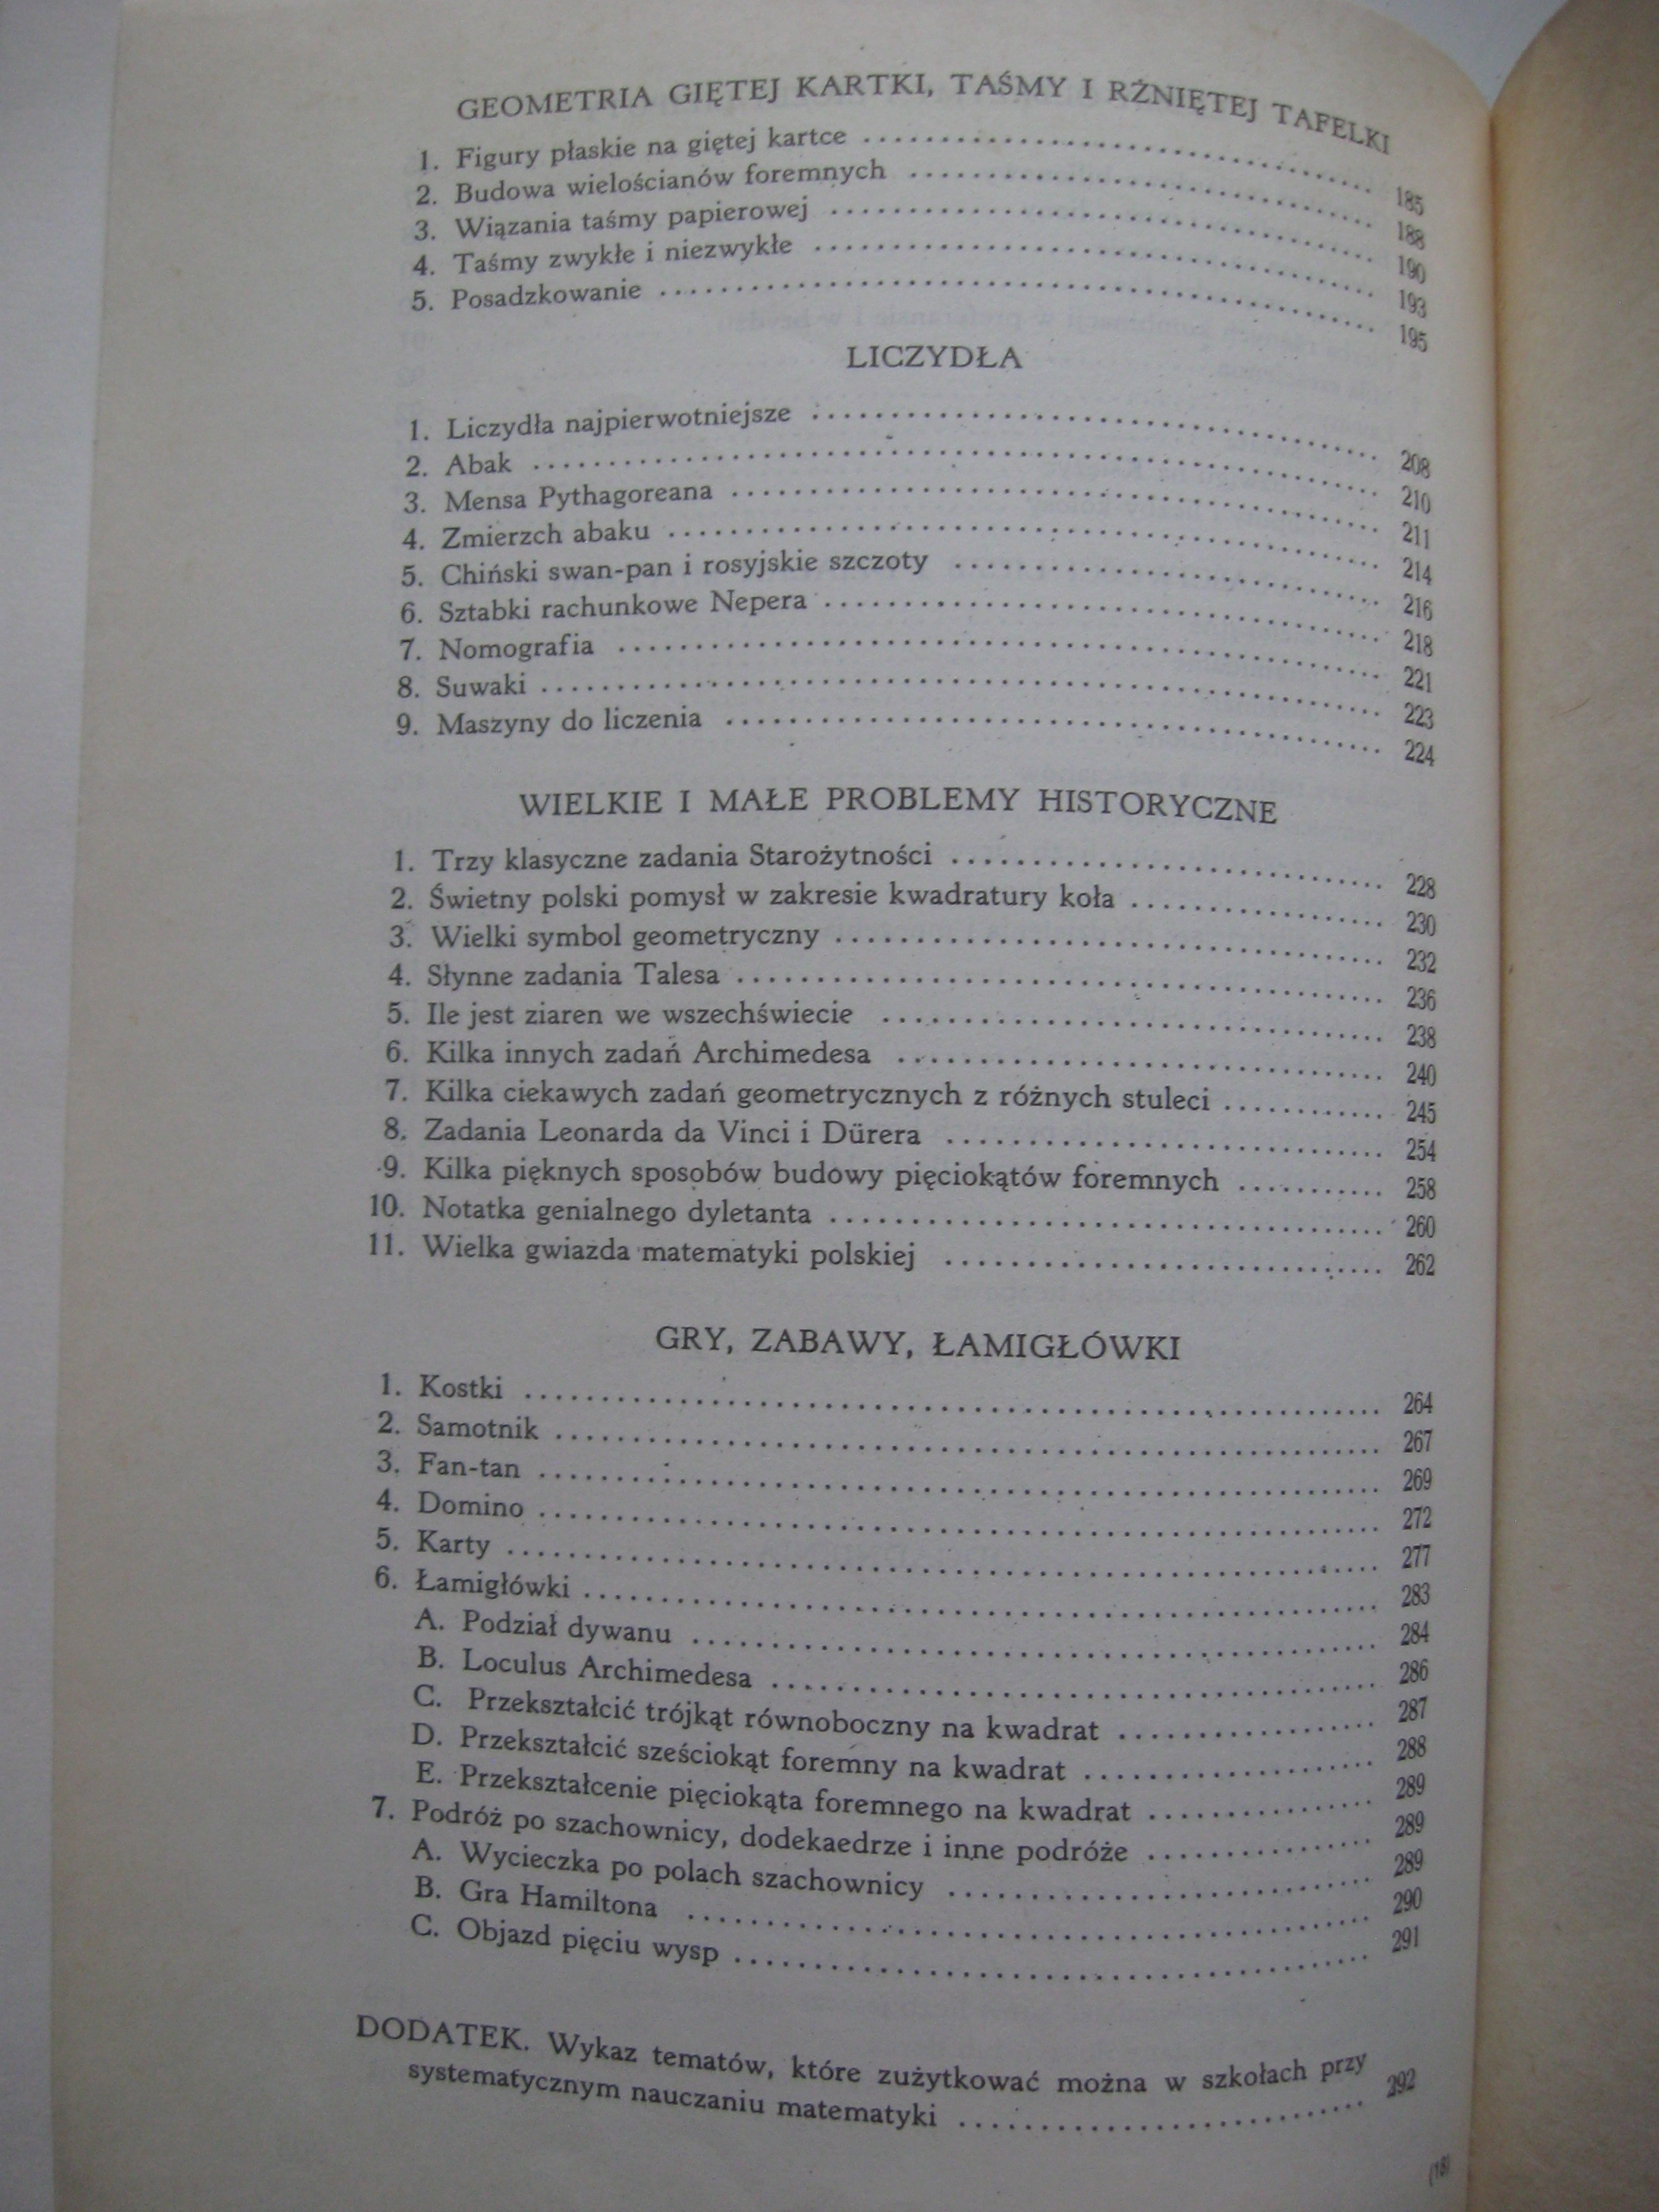 GEOMETRIA GIĘTEJ KARTKI, TAŚMY I RŻNIĘTEJ TAFELKI
1. Figury płaskie na giętej kartce ........ 185
2. Budowa wielościanów foremnych ........ 188
3. Wiązania taśmy papierowej ........ 190
4. Taśmy zwykłe i niezwykłe ........ 193
5. Posadzkowanie ........ 195
LICZYDŁA
1. Liczydła najpierwotniejsze ........ 208
2. Abak ........ 210
3. Mensa Pythagoreana ........ 211
4. Zmierzch abaku ........ 214
5. Chiński swan-pan i rosyjskie szczoty ........ 216
6. Sztabki rachunkowe Nepera ........ 218
7. Nomografia ........ 221
8. Suwaki ........ 223
9. Maszyny do liczenia ........ 224
WIELKIE I MAŁE PROBLEMY HISTORYCZNE
1. Trzy klasyczne zadania Starożytności ........ 228
2. Świetny polski pomysł w zakresie kwadratury koła ........ 230
3. Wielki symbol geometryczny ........ 232
4. Słynne zadania Talesa ........ 236
5. Ile jest ziaren we wszechświecie ........ 238
6. Kilka innych zadań Archimedesa ........ 240
7. Kilka ciekawych zadań geometrycznych z różnych stuleci ........ 245
8. Zadania Leonarda da Vinci i Dürera ........ 254
9. Kilka pięknych sposobów budowy pięciokątów foremnych ........ 258
10. Notatka genialnego dyletanta ........ 260
11. Wielka gwiazda matematyki polskiej ........ 262
GRY, ZABAWY, ŁAMIGŁÓWKI
1. Kostki ........ 264
2. Samotnik ........ 267
3. Fan-tan ........ 269
4. Domino ........ 272
5. Karty ........ 277
6. Łamigłówki ........ 283
A. Podział dywanu ........ 284
B. Loculus Archimedesa ........ 286
C. Przekształcić trójkąt równoboczny na kwadrat ........ 287
D. Przekształcić sześciokąt foremny na kwadrat ........ 288
E. Przekształcenie pięciokąta foremnego na kwadrat ........ 289
7. Podróż po szachownicy, dodekaedrze i inne podróże ........ 289
A. Wycieczka po polach szachownicy ........ 289
B. Gra Hamiltona ........ 290
C. Objazd pięciu wysp ........ 291
DODATEK. Wykaz tematów, które zużytkować można w szkołach przy
systematycznym nauczaniu matematyki ........ 292